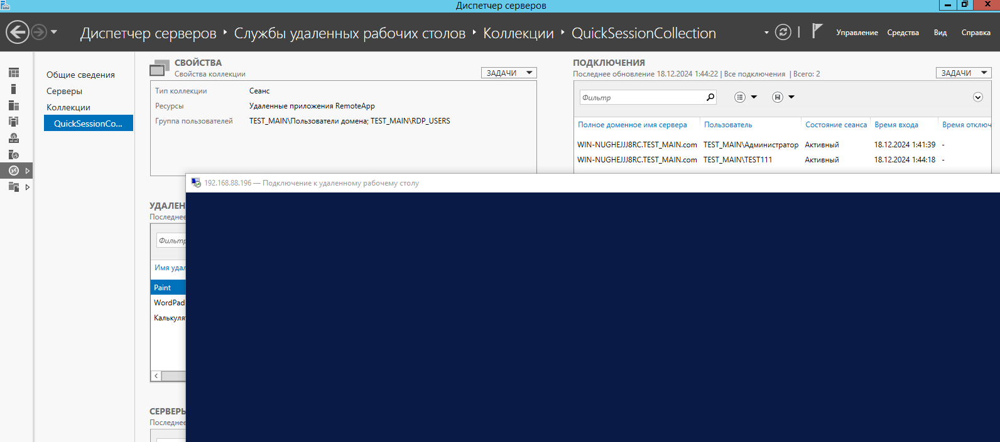 Диспетчер серверов
Диспетчер серверов ‣ Службы удаленных рабочих столов ‣ Коллекции ‣ QuickSessionCollection
Управление Средства Вид Справка
Общие сведения
Серверы
Коллекции
QuickSessionCo...
СВОЙСТВА
Свойства коллекции
ЗАДАЧИ
Тип коллекции Сеанс
Ресурсы Удаленные приложения RemoteApp
Группа пользователей TEST_MAIN\Пользователи домена; TEST_MAIN\RDP_USERS
ПОДКЛЮЧЕНИЯ
Последнее обновление 18.12.2024 1:44:22 | Все подключения | Всего: 2
ЗАДАЧИ
Фильтр
Полное доменное имя сервера Пользователь Состояние сеанса Время входа Время отключ
WIN-NUGHEJJJ8RC.TEST_MAIN.com TEST_MAIN\Администратор Активный 18.12.2024 1:41:39 -
WIN-NUGHEJJJ8RC.TEST_MAIN.com TEST_MAIN\TEST111 Активный 18.12.2024 1:44:18 -
192.168.88.196 — Подключение к удаленному рабочему столу
УДАЛЕН
Последнее
Фильтр
Имя удал
Paint
WordPad
Калькулят
СЕРВЕРЫ
Последнее